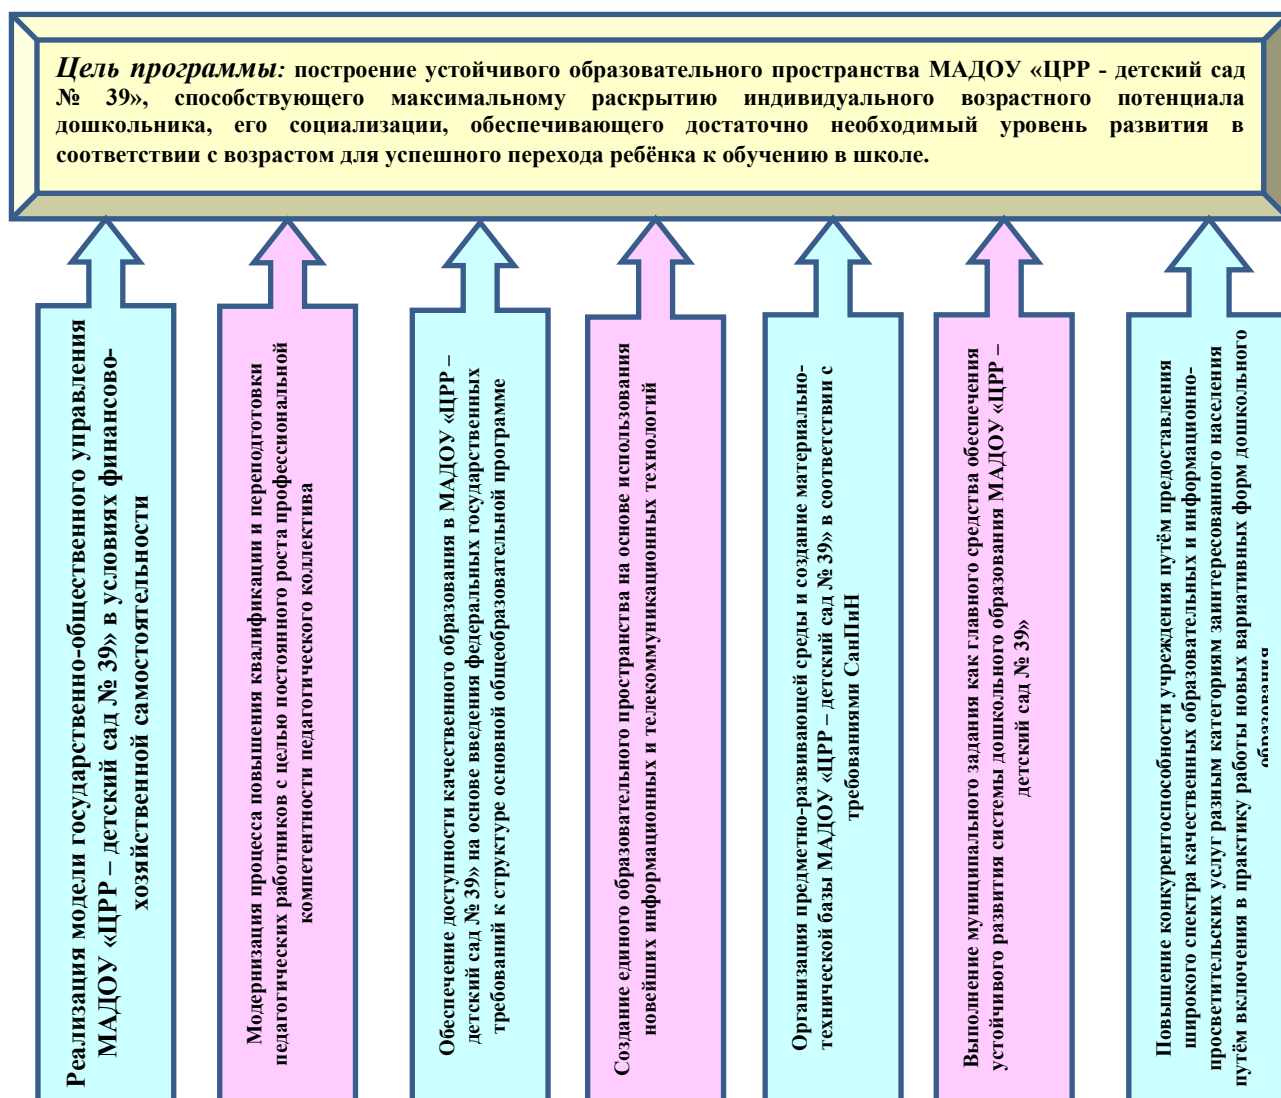 Цель программы: построение устойчивого образовательного пространства МАДОУ «ЦРР - детский сад
№ 39», способствующего максимальному раскрытию индивидуального возрастного потенциала
дошкольника, его социализации, обеспечивающего достаточно необходимый уровень развития в
соответствии с возрастом для успешного перехода ребёнка к обучению в школе.
Реализация модели государственно-общественного управления
МАДОУ «ЦРР – детский сад № 39» в условиях финансово-
хозяйственной самостоятельности
Модернизация процесса повышения квалификации и переподготовки
педагогических работников с целью постоянного роста профессиональной
компетентности педагогического коллектива
Обеспечение доступности качественного образования в МАДОУ «ЦРР –
детский сад № 39» на основе введения федеральных государственных
требований к структуре основной общеобразовательной программе
Создание единого образовательного пространства на основе использования
новейших информационных и телекоммуникационных технологий
Организация предметно-развивающей среды и создание материально-
технической базы МАДОУ «ЦРР – детский сад № 39» в соответствии с
требованиями СанПиН
Выполнение муниципального задания как главного средства обеспечения
устойчивого развития системы дошкольного образования МАДОУ «ЦРР –
детский сад № 39»
Повышение конкурентоспособности учреждения путём предоставления
широкого спектра качественных образовательных и информационно-
просветительских услуг разным категориям заинтересованного населения
путём включения в практику работы новых вариативных форм дошкольного
образования